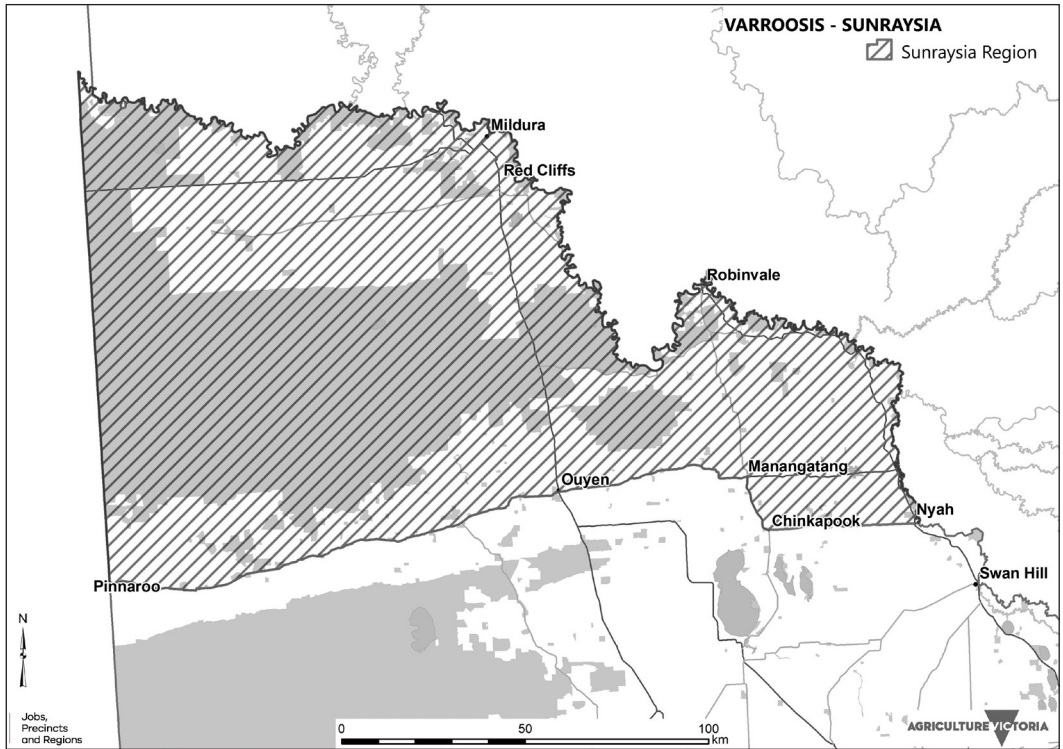 VARROOSIS - SUNRAYSIA
Sunraysia Region
Mildura
Red Cliffs
Robinvale
Manangatang
Ouyen
Nyah
Chinkapook
Swan Hill
Pinnaroo
N
Jobs,
Precincts
and Regions
0 50 100
km
AGRICULTURE VICTORIA